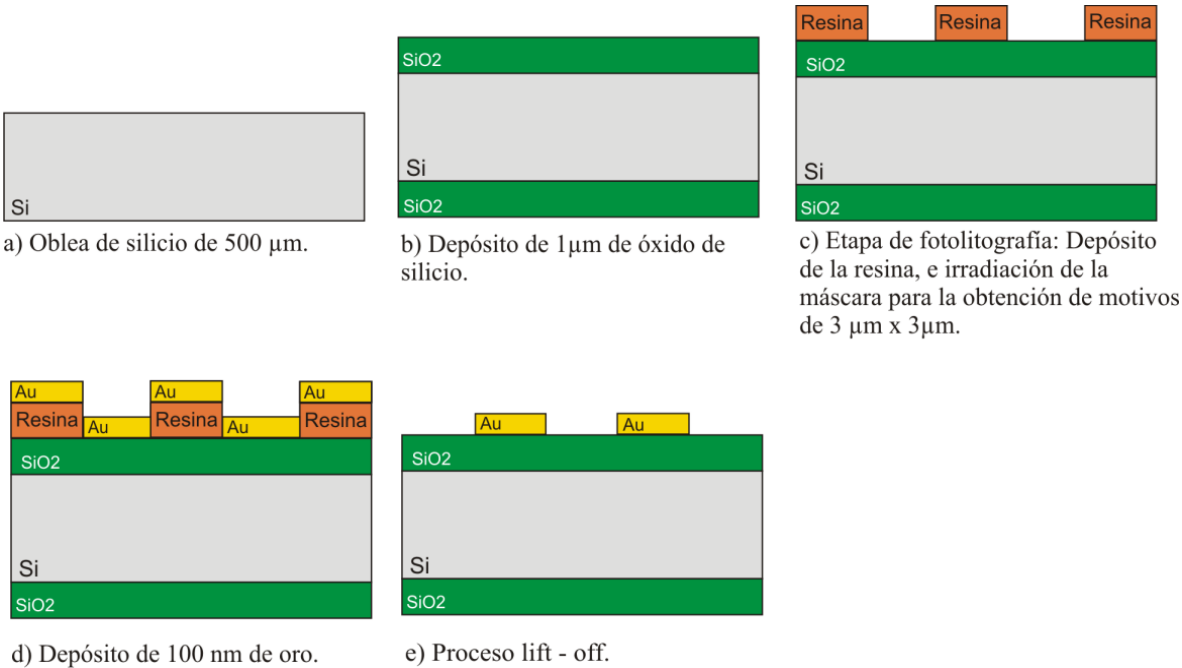 Si
a) Oblea de silicio de 500 µm.
SiO2
Si
SiO2
b) Depósito de 1µm de óxido de
silicio.
Resina Resina Resina
SiO2
Si
SiO2
c) Etapa de fotolitografía: Depósito
de la resina, e irradiación de la
máscara para la obtención de motivos
de 3 µm x 3µm.
Au Au Au
Resina Au Resina Au Resina
SiO2
Si
SiO2
d) Depósito de 100 nm de oro.
Au Au
SiO2
Si
SiO2
e) Proceso lift - off.